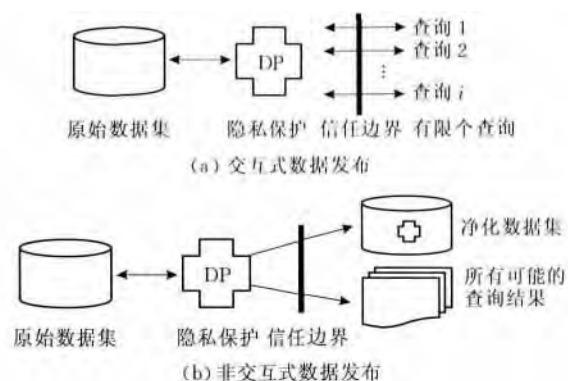 查询1
查询2
DP
⋮
查询i
原始数据集 隐私保护 信任边界 有限个查询
(a) 交互式数据发布
净化数据集
DP
所有可能的
查询结果
原始数据集 隐私保护 信任边界
(b) 非交互式数据发布